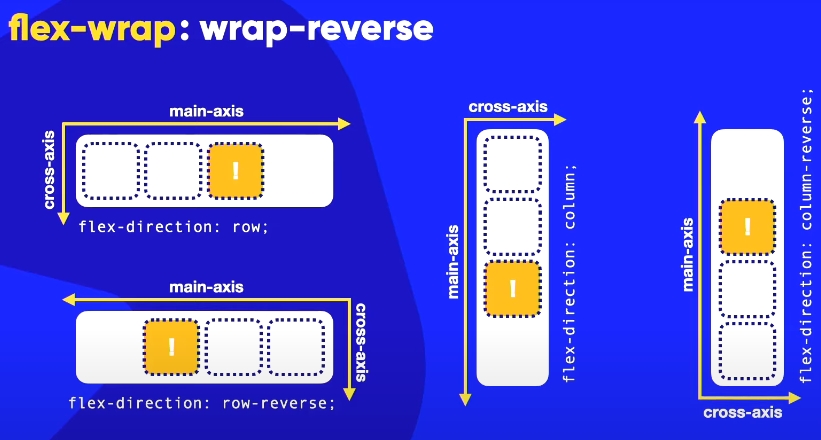 flex-wrap: wrap-reverse
main-axis
cross-axis
!
flex-direction: row;
main-axis
cross-axis
!
flex-direction: row-reverse;
cross-axis
main-axis
!
flex-direction: column;
main-axis
!
flex-direction: column-reverse;
cross-axis